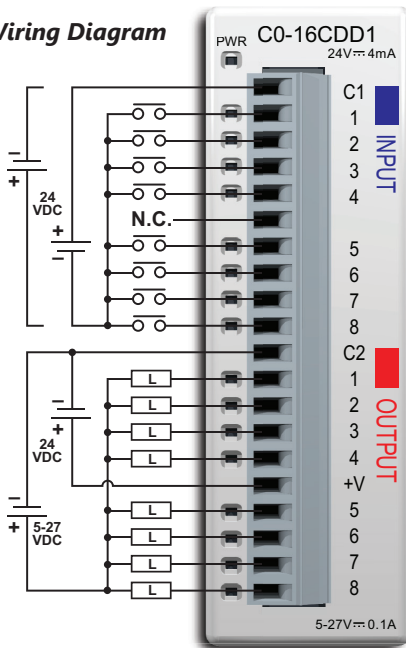 Wiring Diagram
PWR
C0-16CDD1
24V⎓4mA
C1
1
2
3
4
INPUT
24
VDC
N.C.
5
6
7
8
C2
1
2
3
4
OUTPUT
L
L
L
L
24
VDC
+V
5
6
7
8
5-27
VDC
L
L
L
L
5-27V⎓0.1A